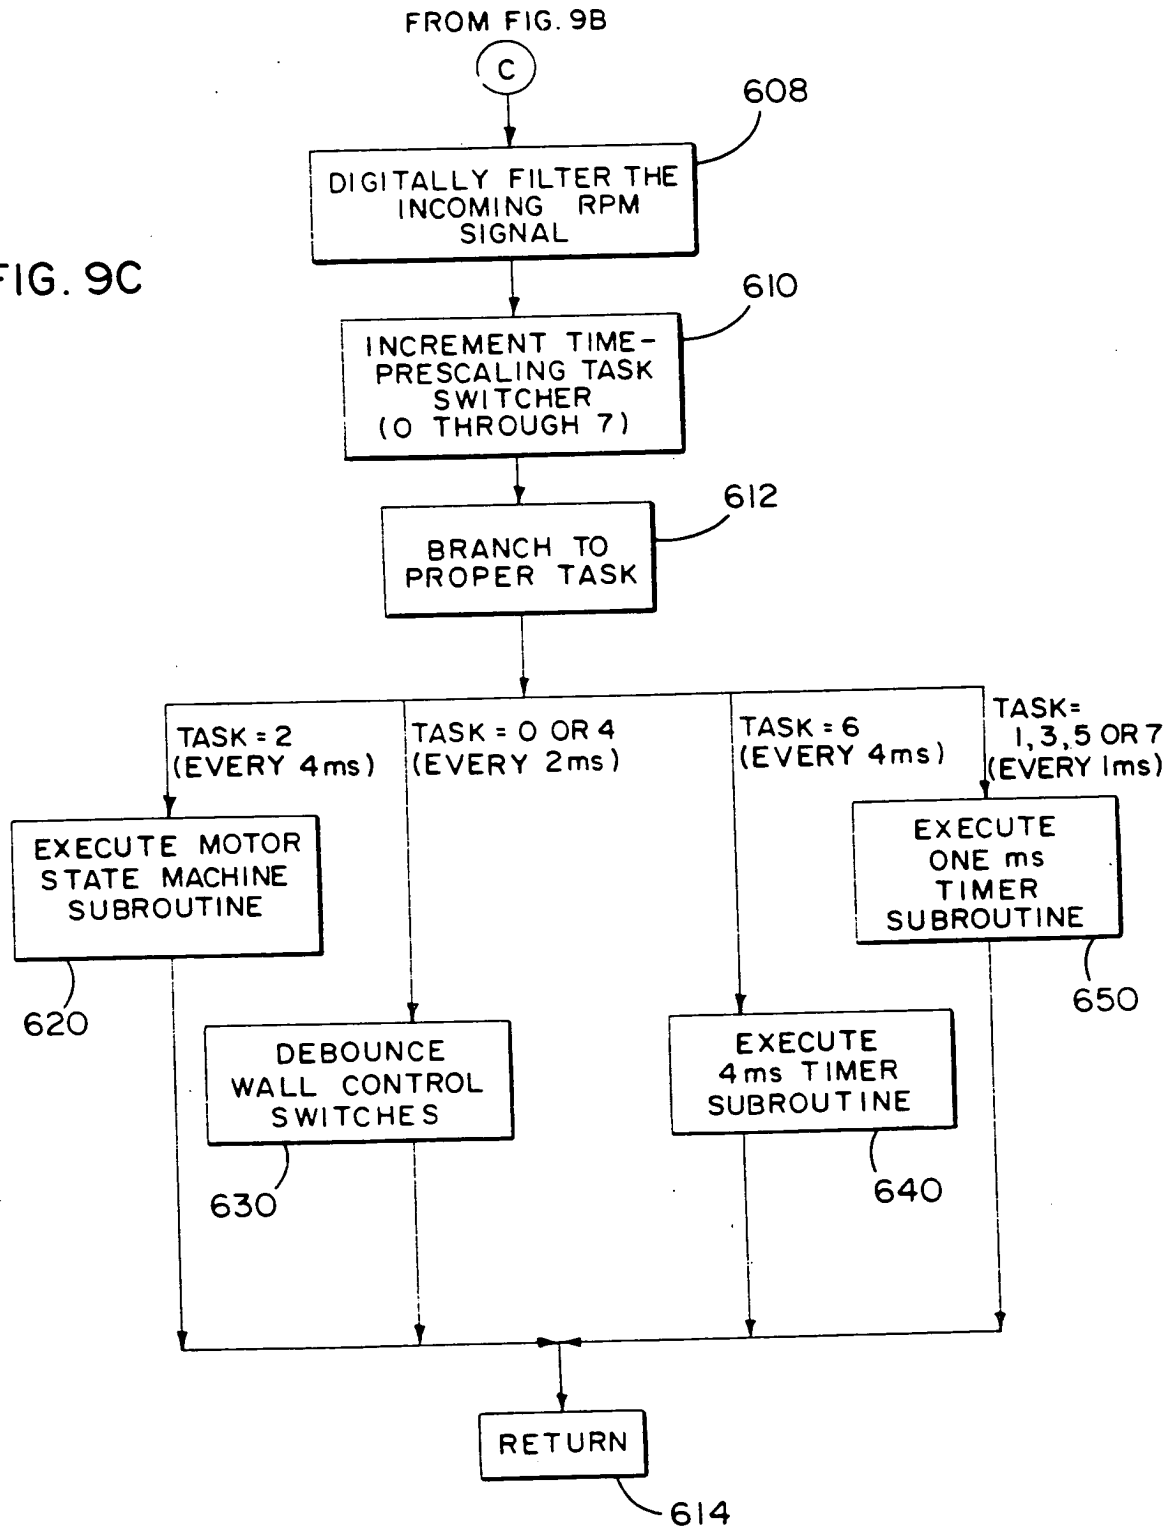 FROM FIG. 9B
C
608
DIGITALLY FILTER THE
INCOMING RPM
SIGNAL
FIG. 9C
610
INCREMENT TIME-
PRESCALING TASK
SWITCHER
(0 THROUGH 7)
612
BRANCH TO
PROPER TASK
TASK = 2
(EVERY 4ms)
TASK = 0 OR 4
(EVERY 2ms)
TASK = 6
(EVERY 4ms)
TASK=
1,3,5 OR 7
(EVERY 1ms)
EXECUTE MOTOR
STATE MACHINE
SUBROUTINE
620
EXECUTE
ONE ms
TIMER
SUBROUTINE
650
DEBOUNCE
WALL CONTROL
SWITCHES
630
EXECUTE
4ms TIMER
SUBROUTINE
640
RETURN
614